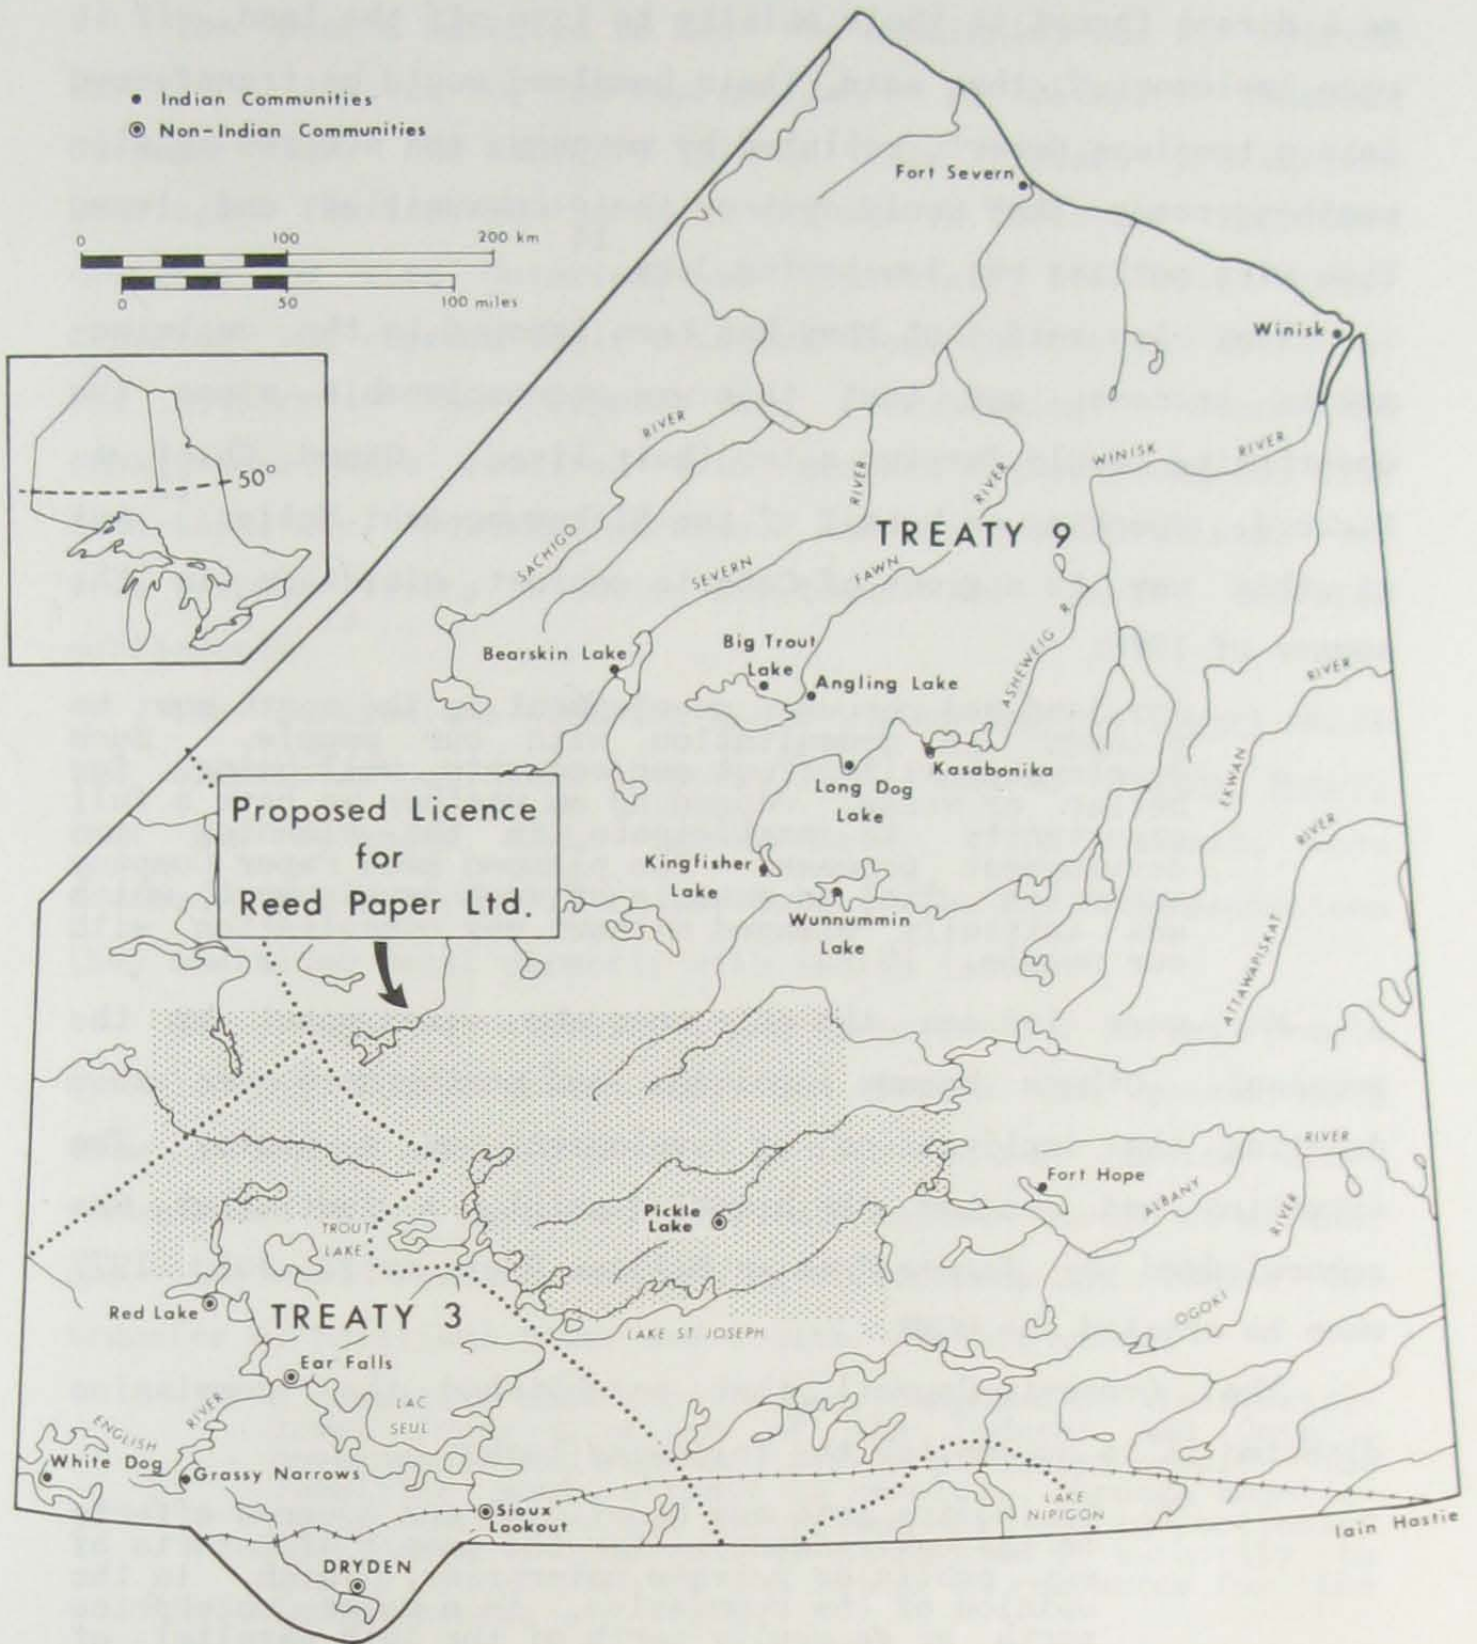 Indian Communities
Non-Indian Communities
0 100 200 km
0 50 100 miles
50°
Fort Severn
Winisk
RIVER
SACHIGO
RIVER
SEVERN
RIVER
FAWN
WINISK RIVER
TREATY 9
ASHEWEIG R
Bearskin Lake
Big Trout
Lake
Angling Lake
Kasabonika
Long Dog
Lake
RIVER
EKWAN
RIVER
ATTAWAPISKAT
Proposed Licence
for
Reed Paper Ltd.
Kingfisher
Lake
Wunnummin
Lake
Fort Hope
RIVER
ALBANY
RIVER
OGOKI
Pickle
Lake
TROUT
LAKE
Red Lake
TREATY 3
LAKE ST JOSEPH
Ear Falls
LAC
SEUL
RIVER
ENGLISH
White Dog
Grassy Narrows
Sioux
Lookout
DRYDEN
LAKE
NIPIGON
Iain Hastie